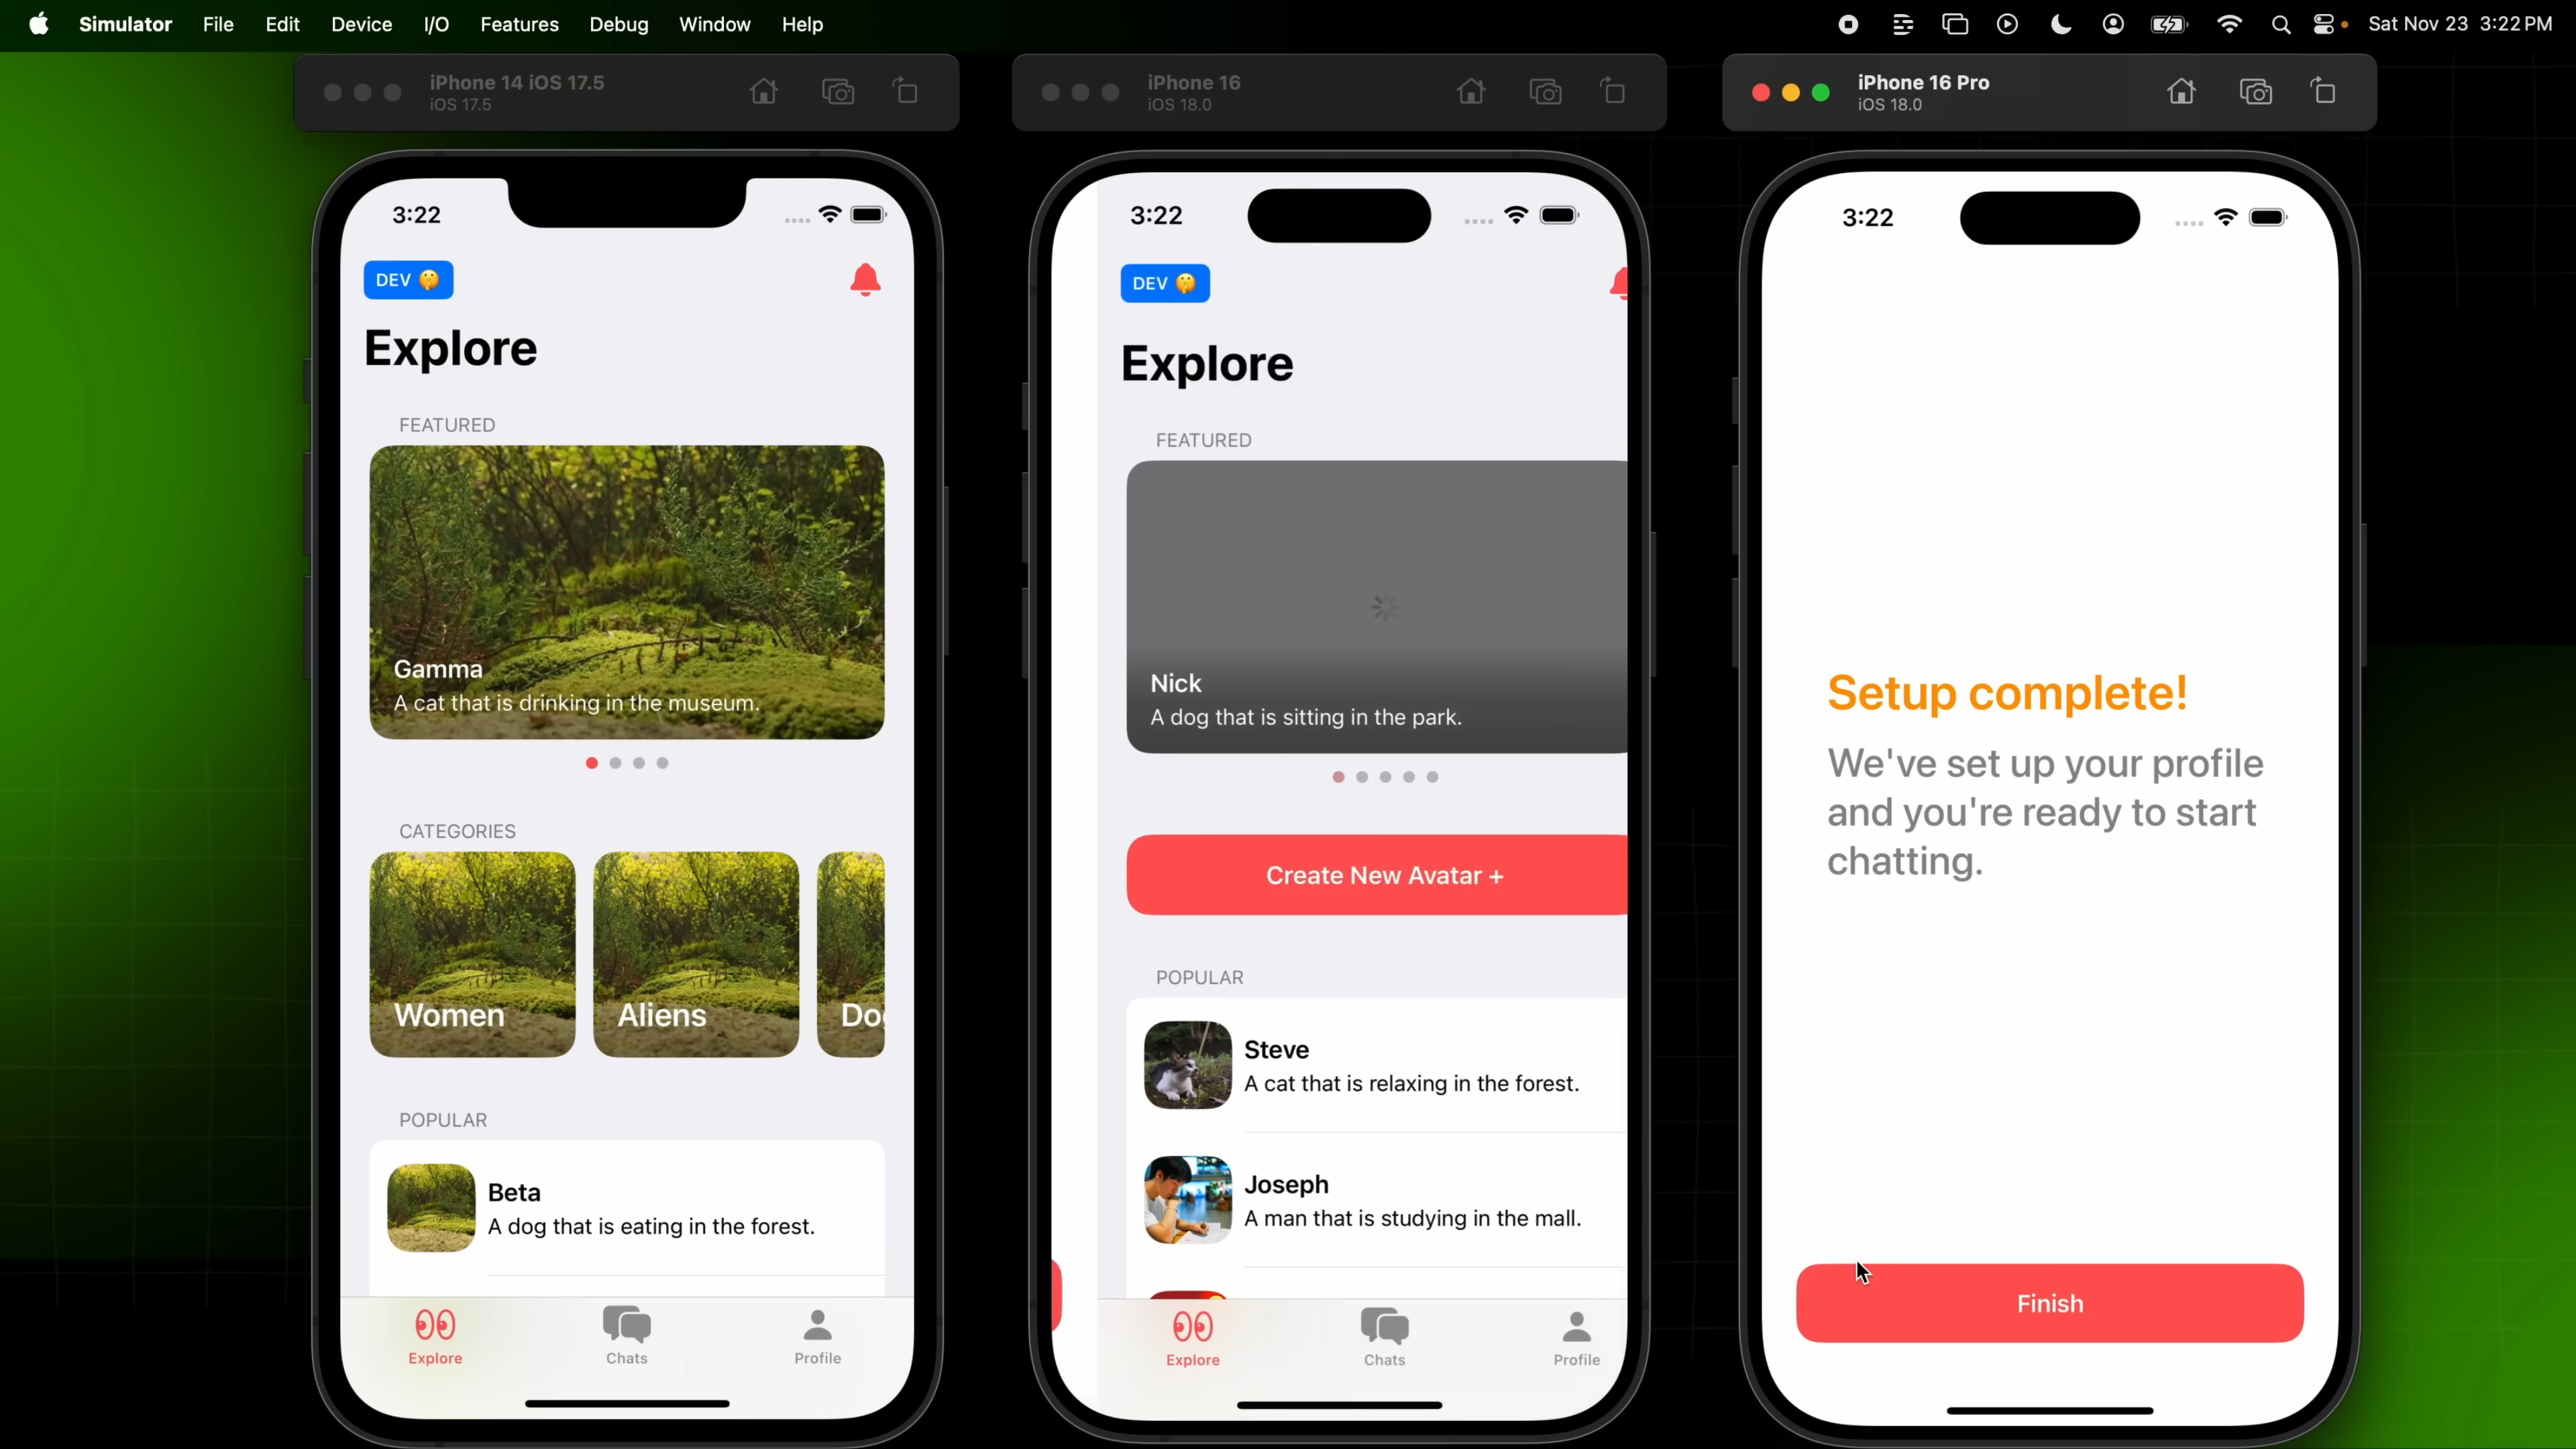 Simulator File Edit Device I/O Features Debug Window Help Sat Nov 23 3:22 PM
iPhone 14 iOS 17.5
iOS 17.5
3:22
DEV
Explore
FEATURED
Gamma
A cat that is drinking in the museum.
CATEGORIES
Women Aliens Dog
POPULAR
Beta
A dog that is eating in the forest.
Explore Chats Profile
iPhone 16
iOS 18.0
3:22
DEV
Explore
FEATURED
Nick
A dog that is sitting in the park.
Create New Avatar +
POPULAR
Steve
A cat that is relaxing in the forest.
Joseph
A man that is studying in the mall.
Explore Chats Profile
iPhone 16 Pro
iOS 18.0
3:22
Setup complete!
We've set up your profile
and you're ready to start
chatting.
Finish